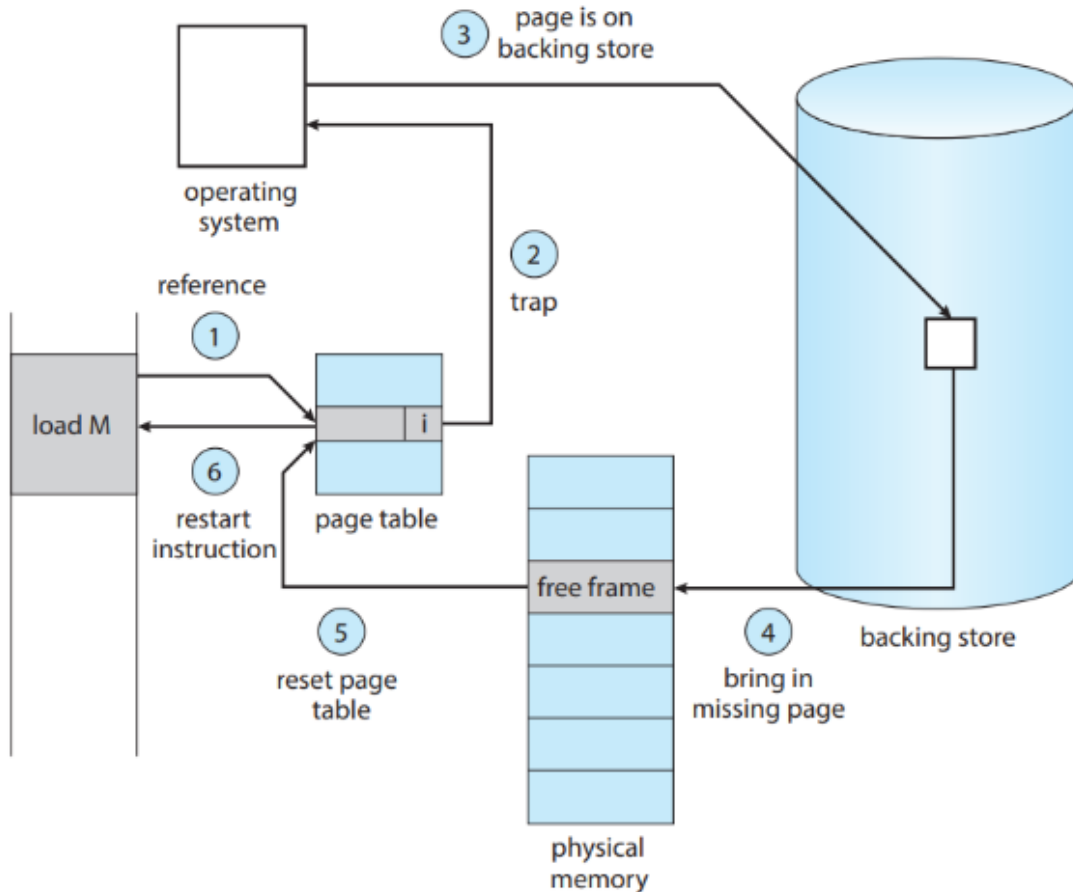 3
page is on
backing store
operating
system
2
trap
reference
1
load M
i
6
restart
instruction
page table
free frame
5
reset page
table
4
bring in
missing page
backing store
physical
memory